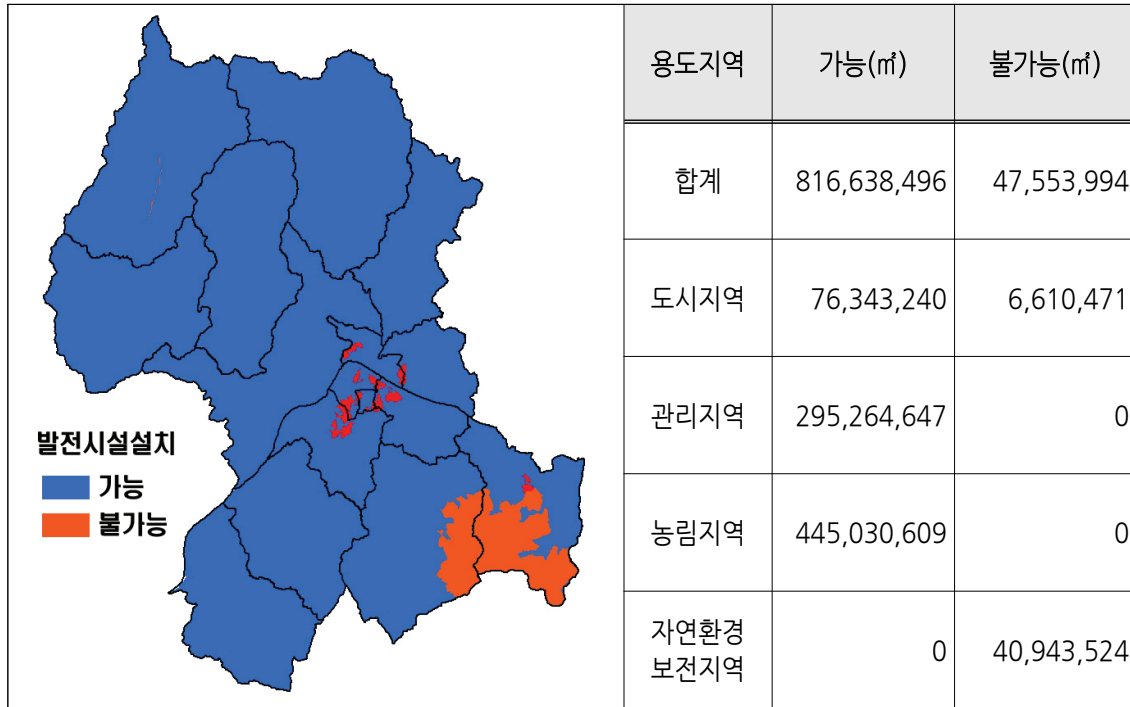 발전시설설치
가능
불가능
용도지역 가능(㎡) 불가능(㎡)
합계 816,638,496 47,553,994
도시지역 76,343,240 6,610,471
관리지역 295,264,647 0
농림지역 445,030,609 0
자연환경
보전지역 0 40,943,524